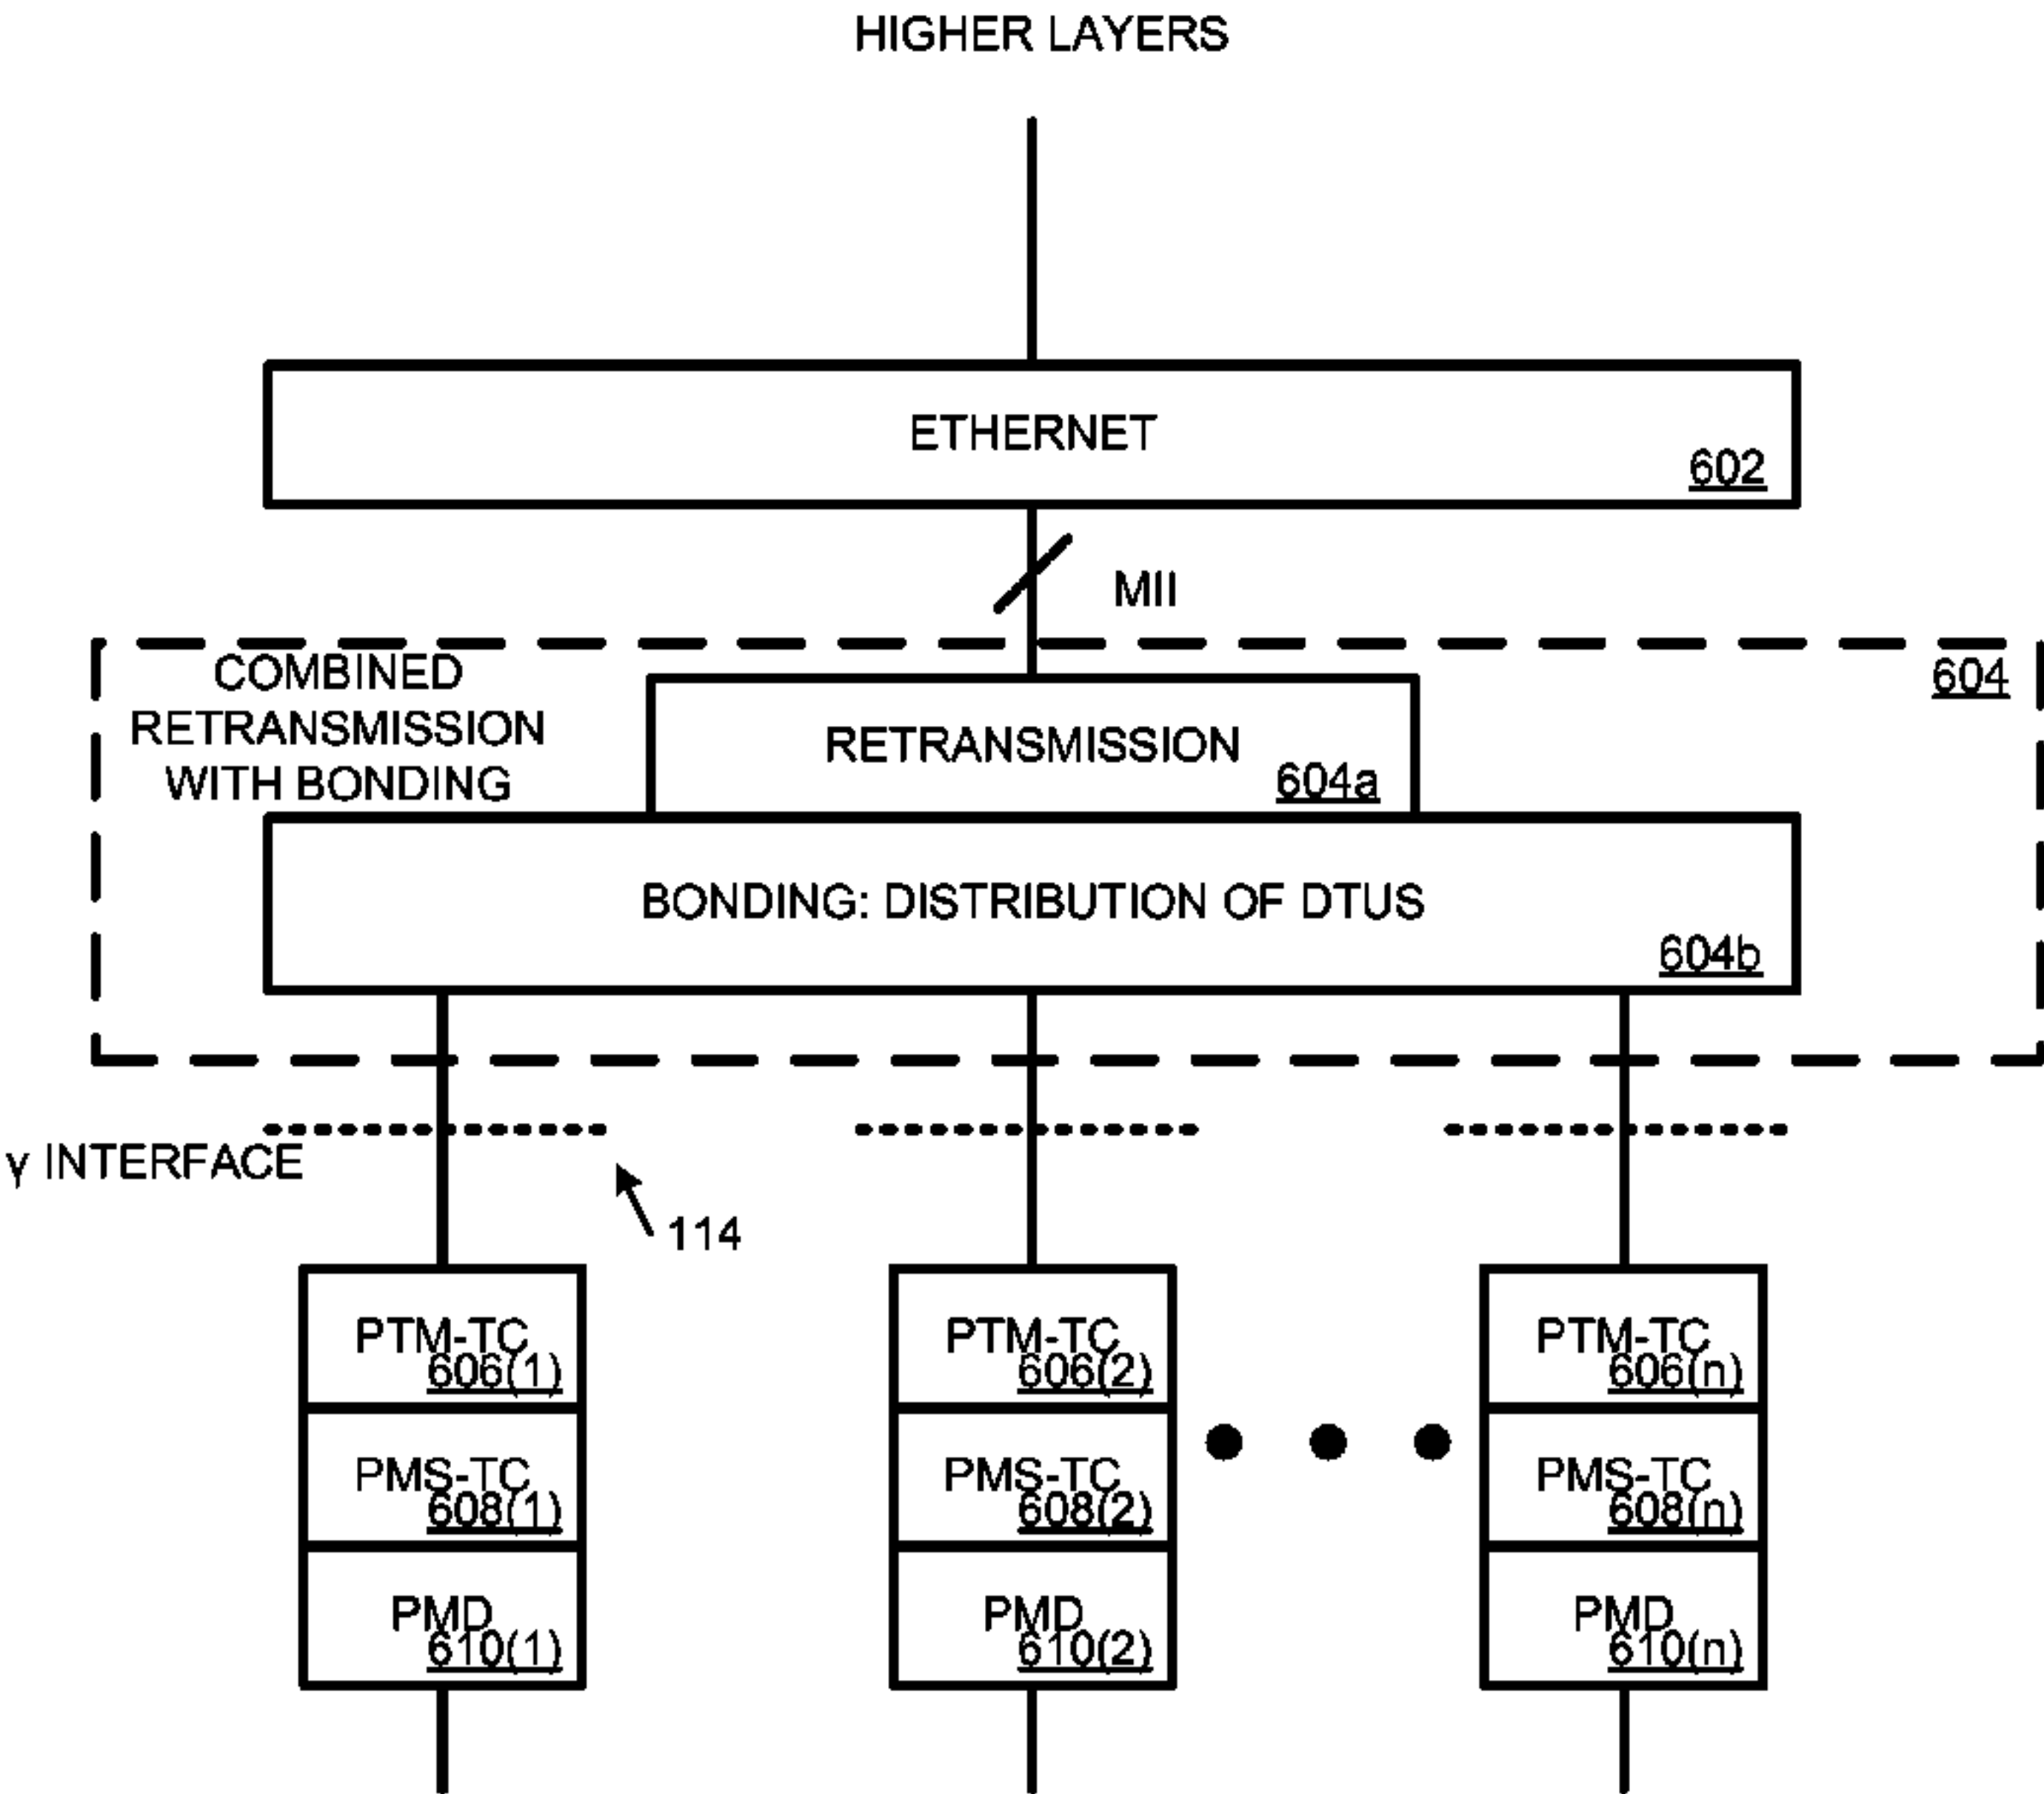 HIGHER LAYERS
ETHERNET
602
MII
COMBINED
RETRANSMISSION
WITH BONDING
604
RETRANSMISSION
604a
BONDING: DISTRIBUTION OF DTUS
604b
γ INTERFACE
114
PTM-TC
606(1)
PTM-TC
606(2)
PTM-TC
606(n)
PMS-TC
608(1)
PMS-TC
608(2)
PMS-TC
608(n)
PMD
610(1)
PMD
610(2)
PMD
610(n)